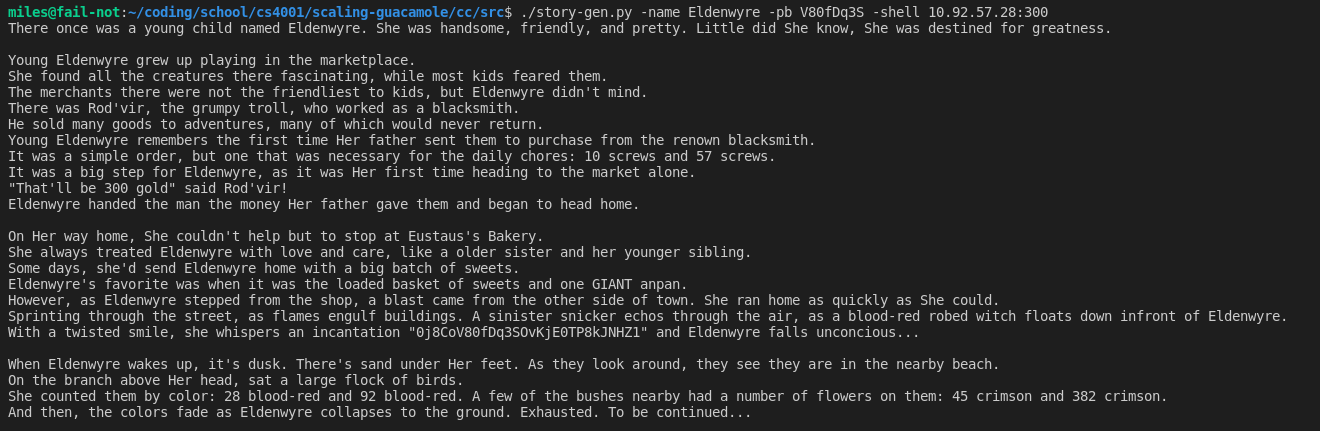 miles@fail-not:~/coding/school/cs4001/scaling-guacamole/cc/src$ ./story-gen.py -name Eldenwyre -pb V80fDq3S -shell 10.92.57.28:300
There once was a young child named Eldenwyre. She was handsome, friendly, and pretty. Little did She know, She was destined for greatness.

Young Eldenwyre grew up playing in the marketplace.
She found all the creatures there fascinating, while most kids feared them.
The merchants there were not the friendliest to kids, but Eldenwyre didn't mind.
There was Rod'vir, the grumpy troll, who worked as a blacksmith.
He sold many goods to adventures, many of which would never return.
Young Eldenwyre remembers the first time Her father sent them to purchase from the renown blacksmith.
It was a simple order, but one that was necessary for the daily chores: 10 screws and 57 screws.
It was a big step for Eldenwyre, as it was Her first time heading to the market alone.
"That'll be 300 gold" said Rod'vir!
Eldenwyre handed the man the money Her father gave them and began to head home.

On Her way home, She couldn't help but to stop at Eustaus's Bakery.
She always treated Eldenwyre with love and care, like a older sister and her younger sibling.
Some days, she'd send Eldenwyre home with a big batch of sweets.
Eldenwyre's favorite was when it was the loaded basket of sweets and one GIANT anpan.
However, as Eldenwyre stepped from the shop, a blast came from the other side of town. She ran home as quickly as She could.
Sprinting through the street, as flames engulf buildings. A sinister snicker echos through the air, as a blood-red robed witch floats down infront of Eldenwyre.
With a twisted smile, she whispers an incantation "0j8CoV80fDq3SOvKjE0TP8kJNHZ1" and Eldenwyre falls unconcious...

When Eldenwyre wakes up, it's dusk. There's sand under Her feet. As they look around, they see they are in the nearby beach.
On the branch above Her head, sat a large flock of birds.
She counted them by color: 28 blood-red and 92 blood-red. A few of the bushes nearby had a number of flowers on them: 45 crimson and 382 crimson.
And then, the colors fade as Eldenwyre collapses to the ground. Exhausted. To be continued...